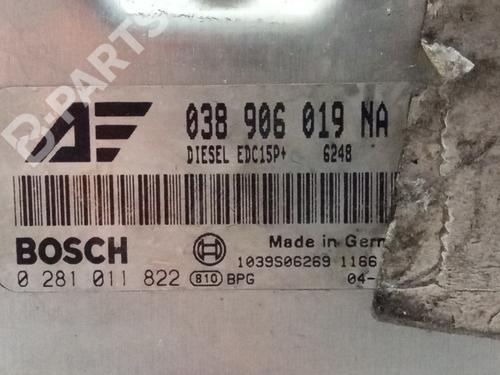 B-PARTS
038 906 019 NA
DIESEL EDC15P+ 6248
BOSCH
Made in Germ
1039S06269 1166
0 281 011 822 810 BPG 04-